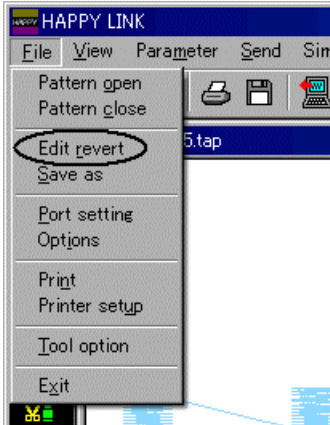 HAPPY HAPPY LINK
File View Parameter Send Sim
Pattern open
Pattern close
5.tap
Edit revert
Save as
Port setting
Options
Print
Printer setup
Tool option
Exit